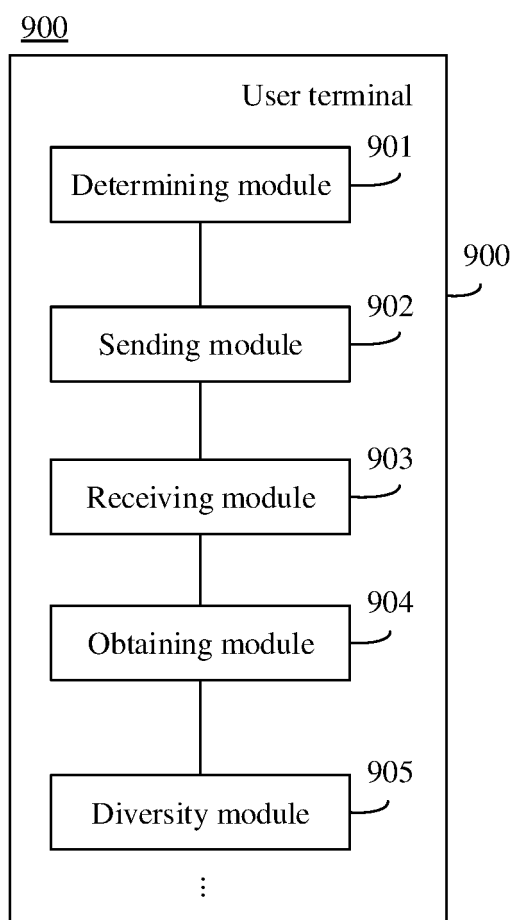 900
User terminal
901
Determining module
900
902
Sending module
903
Receiving module
904
Obtaining module
905
Diversity module
⋮